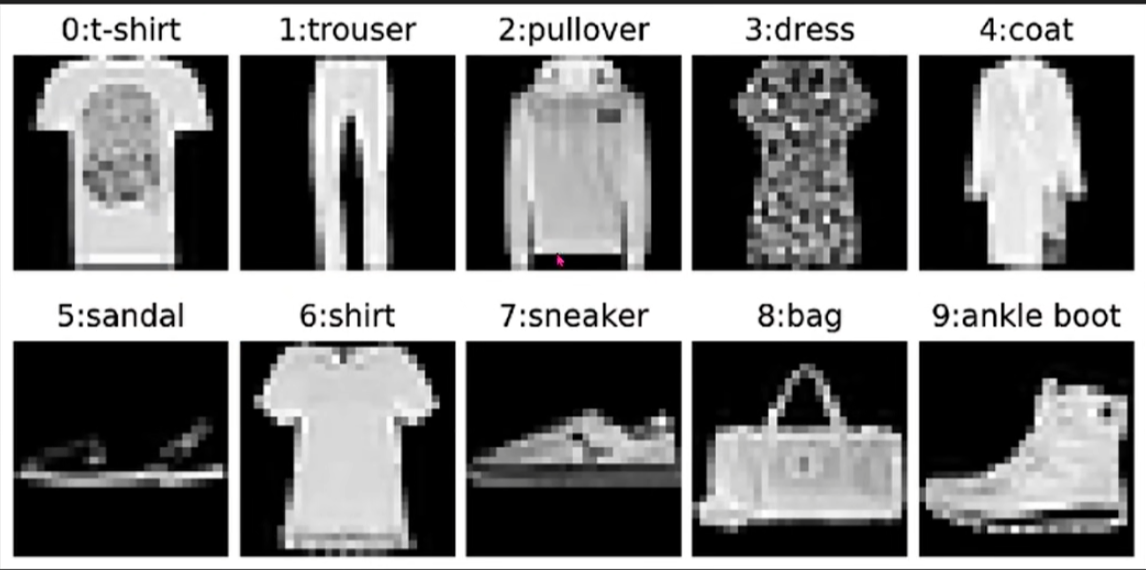 0:t-shirt 1:trouser 2:pullover 3:dress 4:coat
5:sandal 6:shirt 7:sneaker 8:bag 9:ankle boot